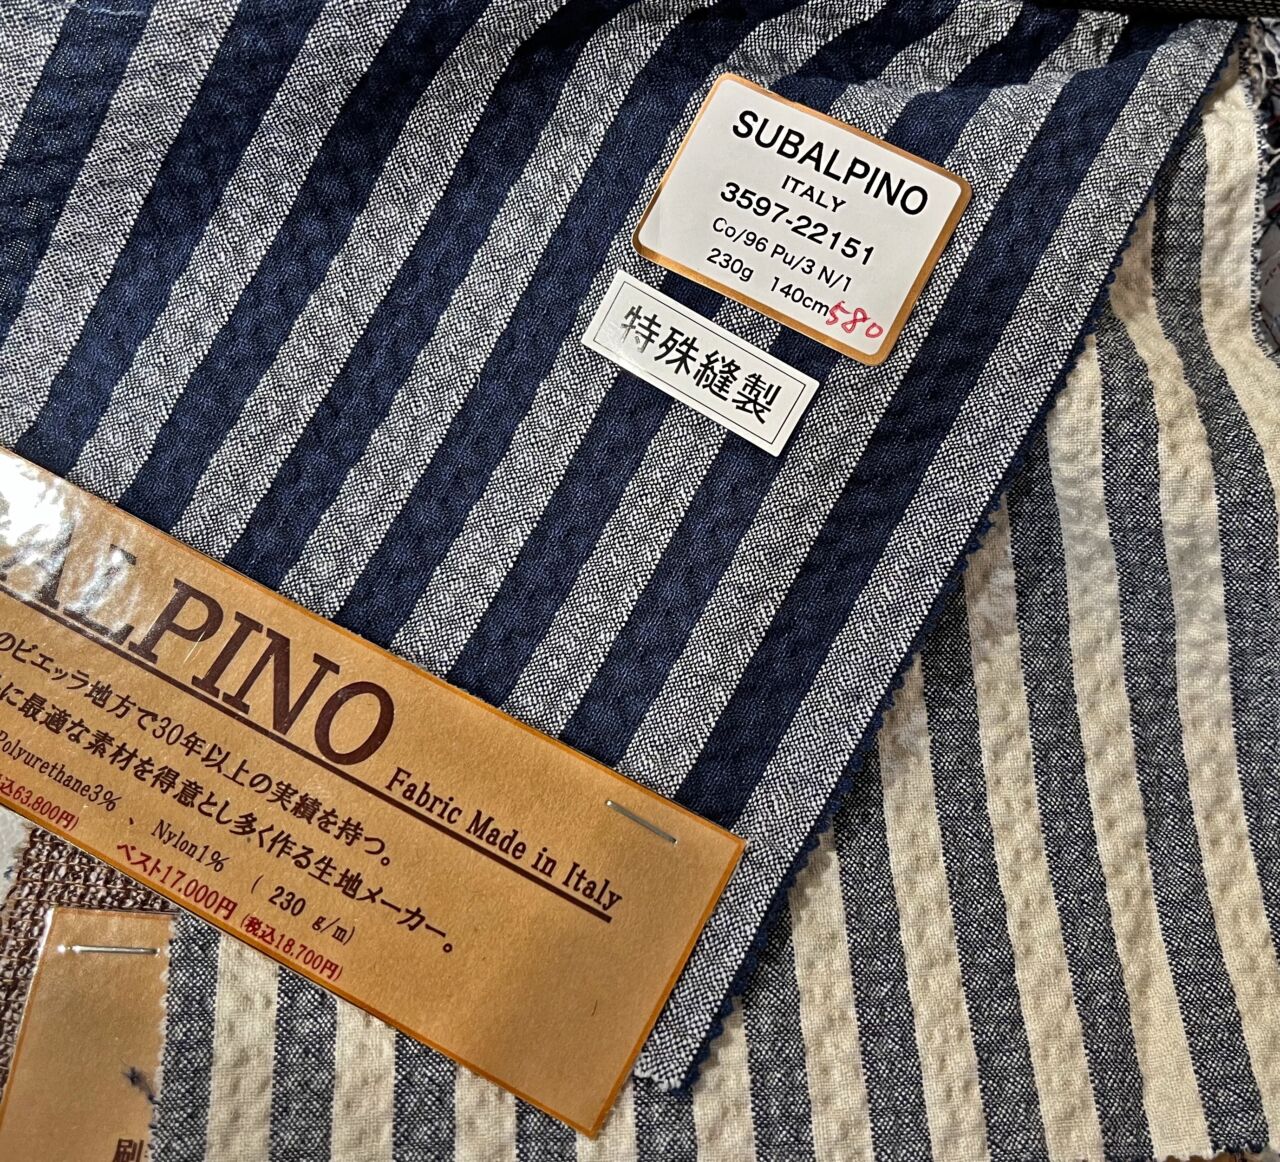 SUBALPINO
ITALY
3597-22151
Co/96 Pu/3 N/1
230g 140cm
580
特殊縫製
ALPINO Fabric Made in Italy
のピエッラ地方で30年以上の実績を持つ。
に最適な素材を得意とし多く作る生地メーカー。
Polyurethane3% 、 Nylon1% ( 230 g/m)
込63.800円) ベスト17.000円 (税込18.700円)
刷